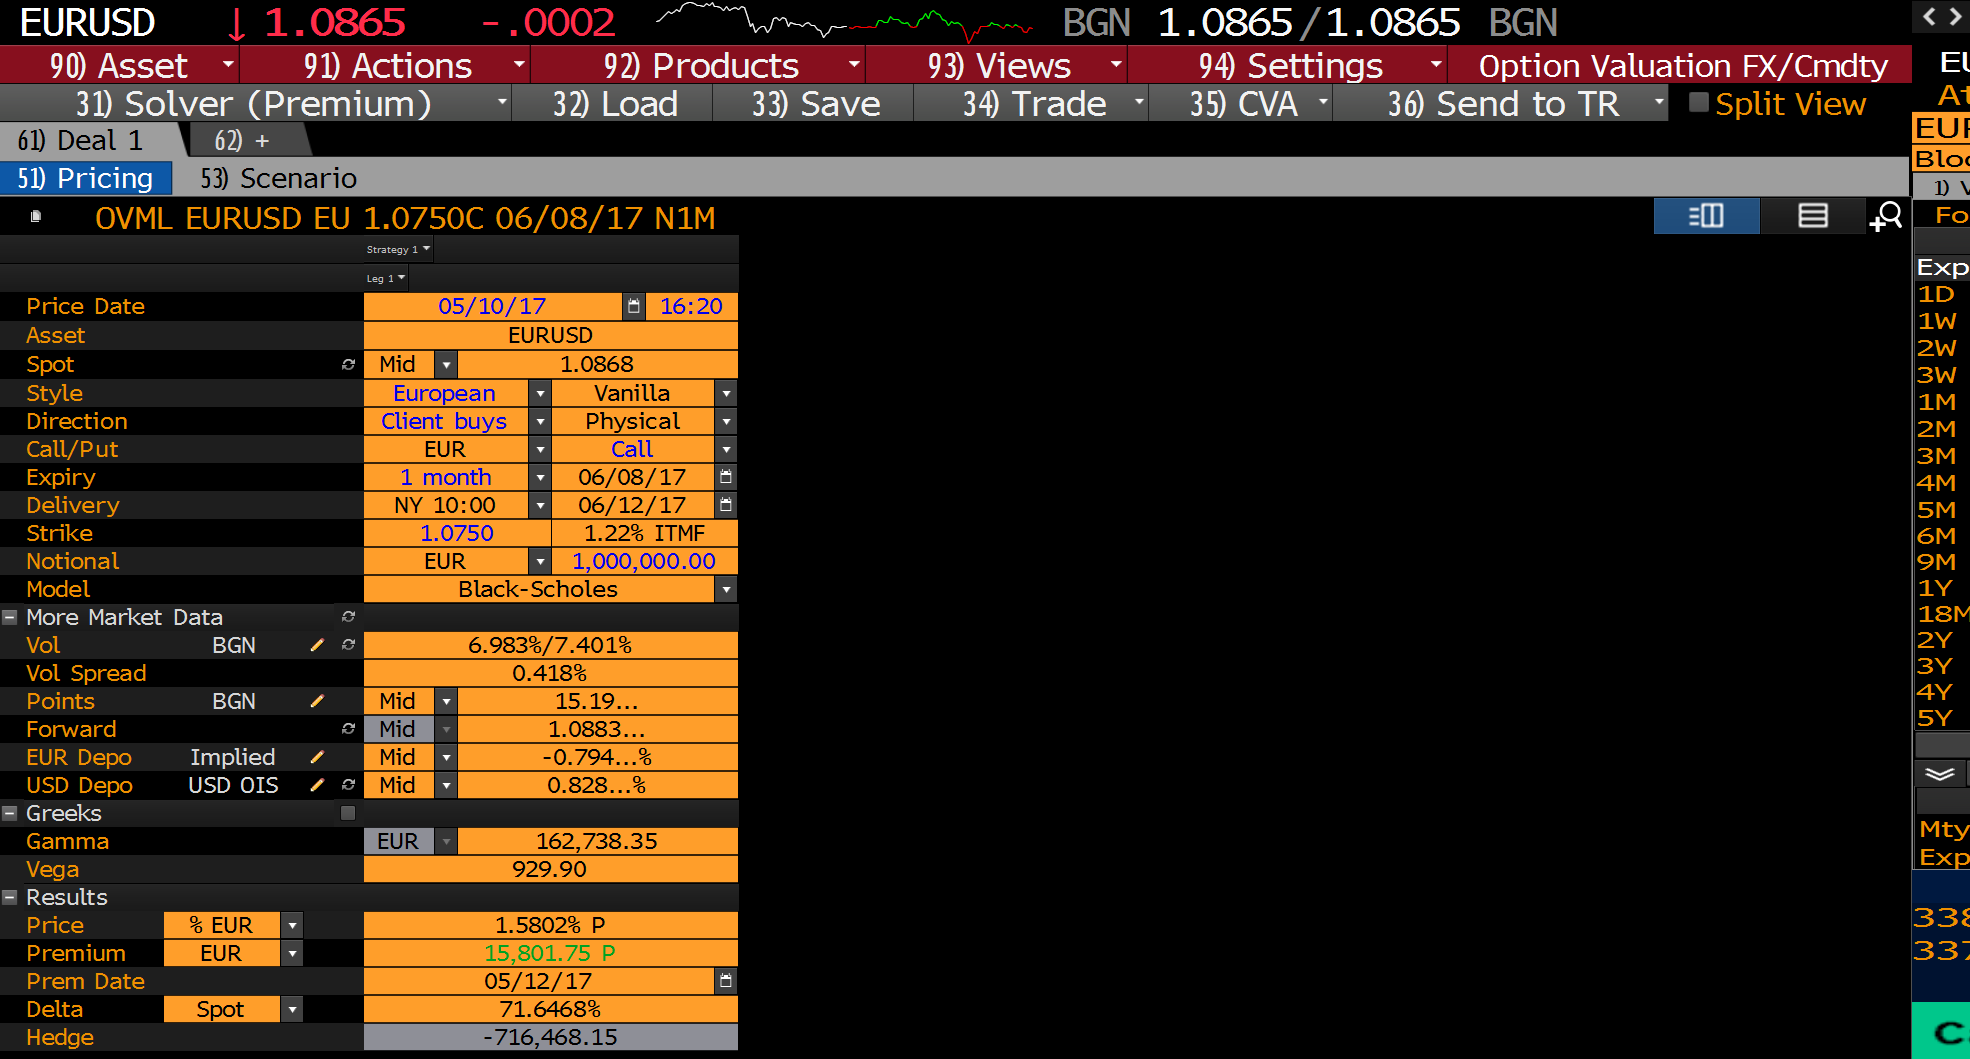 EURUSD ↓ 1.0865 -.0002 BGN 1.0865/1.0865 BGN
90) Asset 91) Actions 92) Products 93) Views 94) Settings Option Valuation FX/Cmdty
31) Solver (Premium) 32) Load 33) Save 34) Trade 35) CVA 36) Send to TR Split View
61) Deal 1 62) +
51) Pricing 53) Scenario
OVML EURUSD EU 1.0750C 06/08/17 N1M
Strategy 1
Leg 1
Price Date 05/10/17 16:20
Asset EURUSD
Spot Mid 1.0868
Style European Vanilla
Direction Client buys Physical
Call/Put EUR Call
Expiry 1 month 06/08/17
Delivery NY 10:00 06/12/17
Strike 1.0750 1.22% ITMF
Notional EUR 1,000,000.00
Model Black-Scholes
More Market Data
Vol BGN 6.983%/7.401%
Vol Spread 0.418%
Points BGN Mid 15.19...
Forward Mid 1.0883...
EUR Depo Implied Mid -0.794...%
USD Depo USD OIS Mid 0.828...%
Greeks
Gamma EUR 162,738.35
Vega 929.90
Results
Price % EUR 1.5802% P
Premium EUR 15,801.75 P
Prem Date 05/12/17
Delta Spot 71.6468%
Hedge -716,468.15
EU
At
EUR
Bloo
1) V
Fo
Exp
1D
1W
2W
3W
1M
2M
3M
4M
5M
6M
9M
1Y
18M
2Y
3Y
4Y
5Y
Mty
Exp
338
337
C